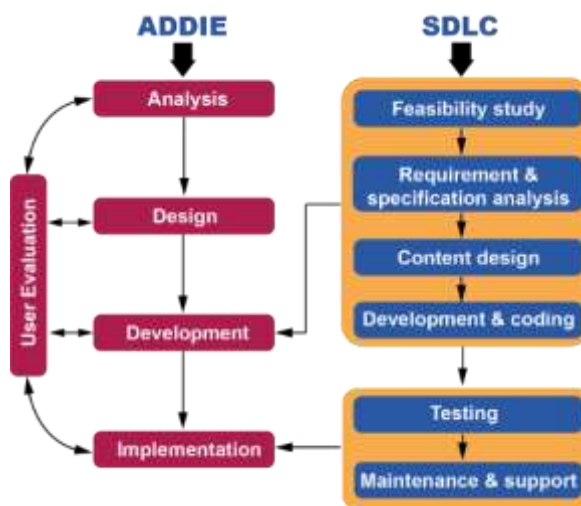 ADDIE
SDLC
Analysis
Design
Development
Implementation
User Evaluation
Feasibility study
Requirement &
specification analysis
Content design
Development & coding
Testing
Maintenance & support